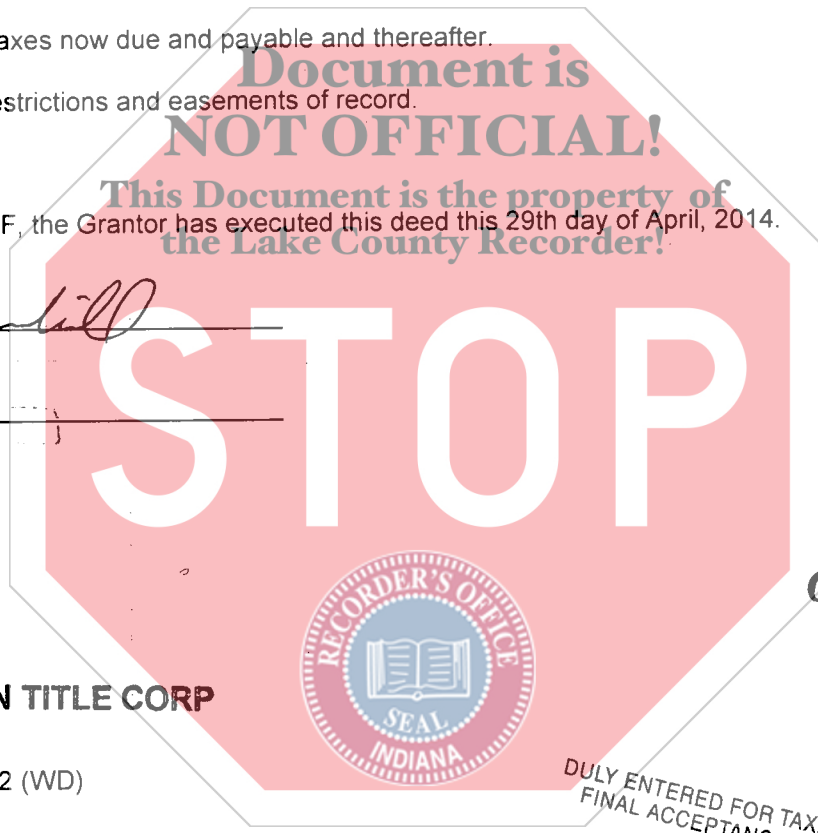 axes now due and payable and thereafter.
Document is
estrictions and easements of record.
NOT OFFICIAL!
This Document is the property of
F, the Grantor has executed this deed this 29th day of April, 2014.
the Lake County Recorder!
STOP
RECORDER'S OFFICE
SEAL
INDIANA
N TITLE CORP
2 (WD)
DULY ENTERED FOR TAX
FINAL ACCEPTANC